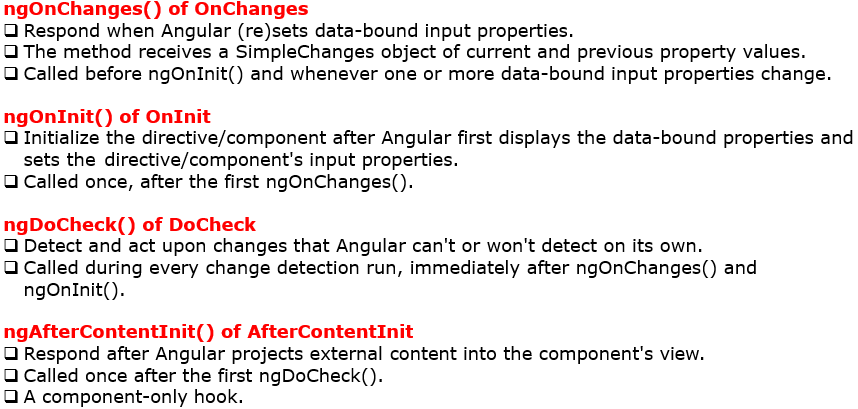 ngOnChanges() of OnChanges
❑ Respond when Angular (re)sets data-bound input properties.
❑ The method receives a SimpleChanges object of current and previous property values.
❑ Called before ngOnInit() and whenever one or more data-bound input properties change.
ngOnInit() of OnInit
❑ Initialize the directive/component after Angular first displays the data-bound properties and
sets the directive/component's input properties.
❑ Called once, after the first ngOnChanges().
ngDoCheck() of DoCheck
❑ Detect and act upon changes that Angular can't or won't detect on its own.
❑ Called during every change detection run, immediately after ngOnChanges() and
ngOnInit().
ngAfterContentInit() of AfterContentInit
❑ Respond after Angular projects external content into the component's view.
❑ Called once after the first ngDoCheck().
❑ A component-only hook.